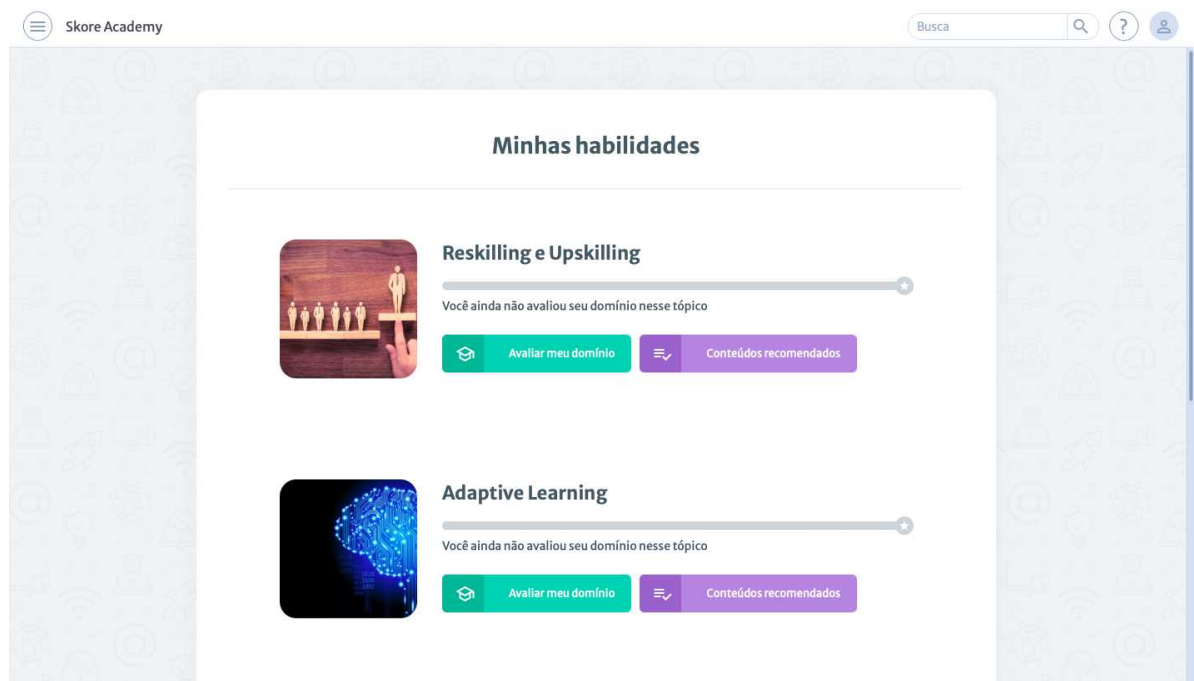 Skore Academy
Busca
?
Minhas habilidades
Reskilling e Upskilling
Você ainda não avaliou seu domínio nesse tópico
Avaliar meu domínio
Conteúdos recomendados
Adaptive Learning
Você ainda não avaliou seu domínio nesse tópico
Avaliar meu domínio
Conteúdos recomendados